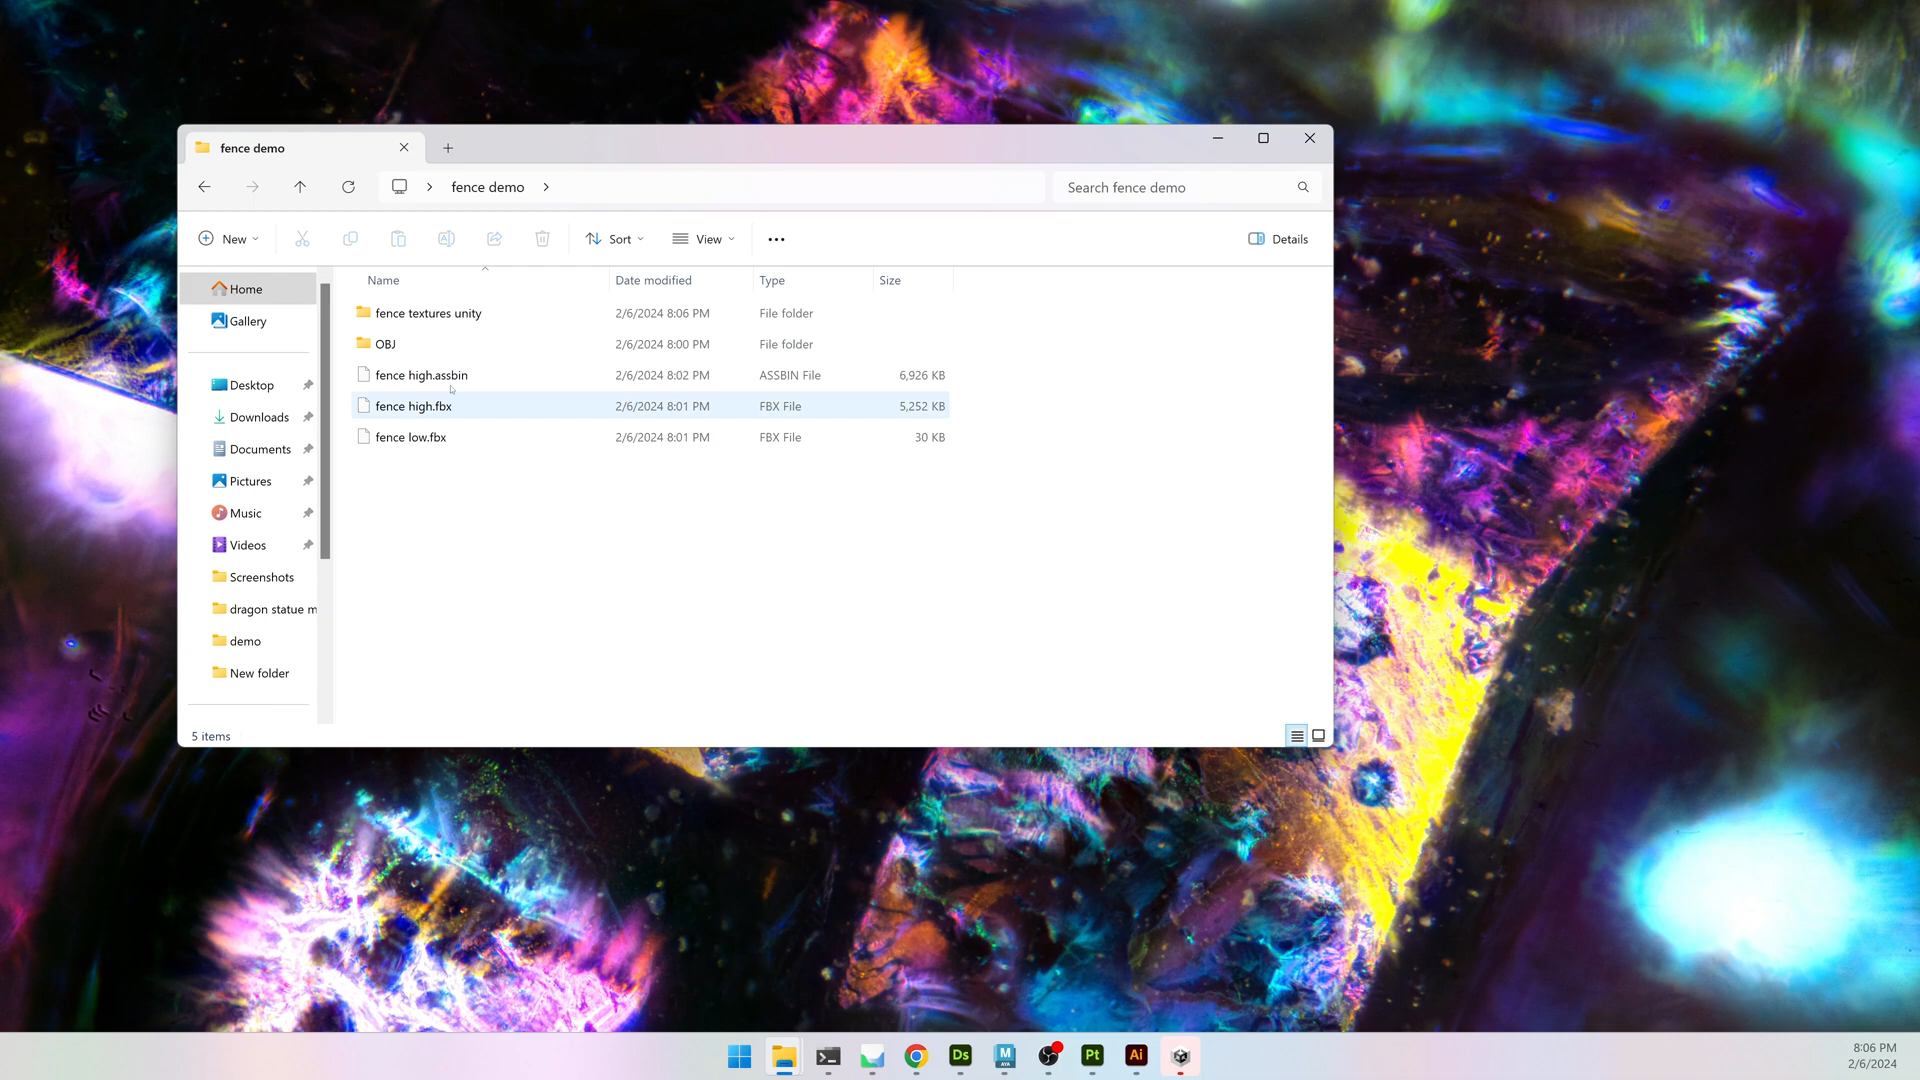 fence demo
fence demo
Search fence demo
New
Sort
View
Details
Name Date modified Type Size
Home
Gallery
Desktop
Downloads
Documents
Pictures
Music
Videos
Screenshots
dragon statue m
demo
New folder
fence textures unity 2/6/2024 8:06 PM File folder
OBJ 2/6/2024 8:00 PM File folder
fence high.assbin 2/6/2024 8:02 PM ASSBIN File 6,926 KB
fence high.fbx 2/6/2024 8:01 PM FBX File 5,252 KB
fence low.fbx 2/6/2024 8:01 PM FBX File 30 KB
5 items
Ds
M
AYA
Pt
Ai
8:06 PM
2/6/2024